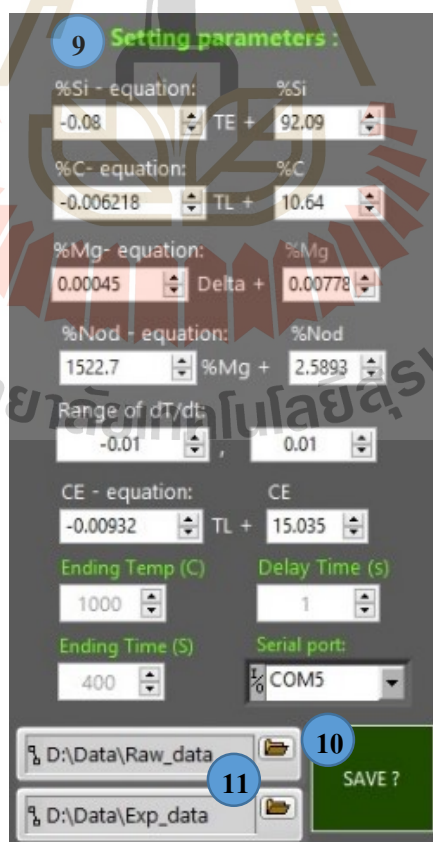 9 Setting parameters :
%Si - equation: %Si
-0.08 TE + 92.09
%C- equation: %C
-0.006218 TL + 10.64
%Mg- equation: %Mg
0.00045 Delta + 0.00778
%Nod - equation: %Nod
1522.7 %Mg + 2.5893
Range of dT/dt:
-0.01 , 0.01
CE - equation: CE
-0.00932 TL + 15.035
Ending Temp (C) Delay Time (s)
1000 1
Ending Time (S) Serial port:
400 I/O COM5
D:\Data\Raw_data 10
11 SAVE ?
D:\Data\Exp_data